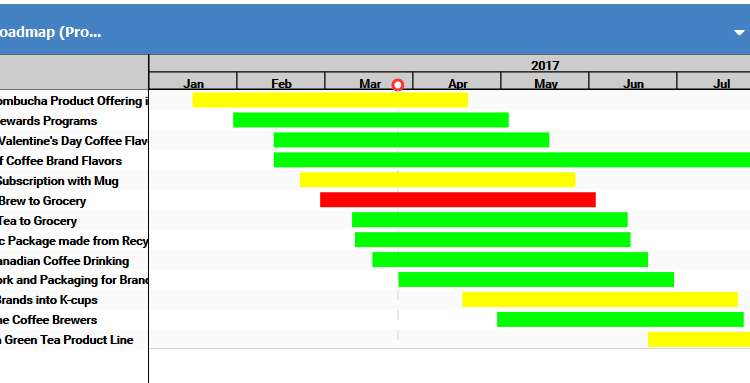 oadmap (Pro...
2017
Jan Feb Mar Apr May Jun Jul
ombucha Product Offering i
ewards Programs
Valentine's Day Coffee Flav
f Coffee Brand Flavors
Subscription with Mug
Brew to Grocery
Tea to Grocery
c Package made from Recy
anadian Coffee Drinking
ork and Packaging for Brand
Brands into K-cups
ne Coffee Brewers
n Green Tea Product Line